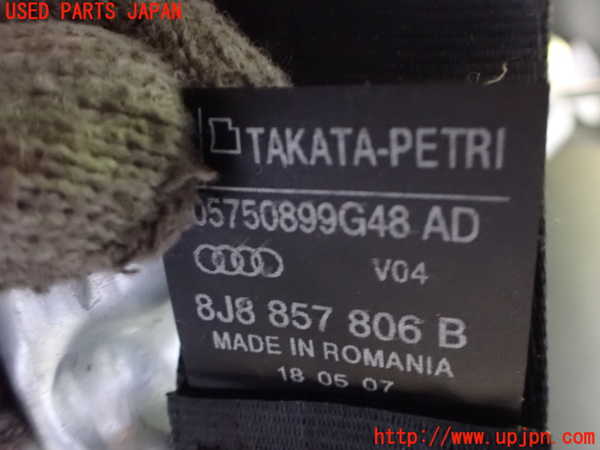 USED PARTS JAPAN
TAKATA-PETRI
05750899G48 AD
V04
8J8 857 806 B
MADE IN ROMANIA
18 05 07
http://www.upjpn.com